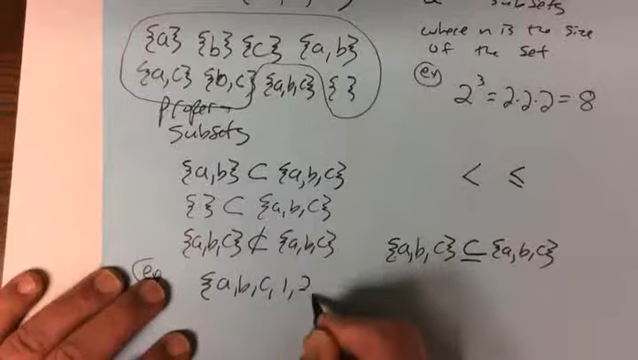 subsets
where n is the size
of the set
{a} {b} {c} {a,b}
{a,c} {b,c} {a,b,c} { }
proper
subsets
ex
2³ = 2·2·2 = 8
{a,b} ⊂ {a,b,c}
{ } ⊂ {a,b,c}
{a,b,c} ⊄ {a,b,c}
< ≤
{a,b,c} ⊆ {a,b,c}
ex
{a,b,c,1,2